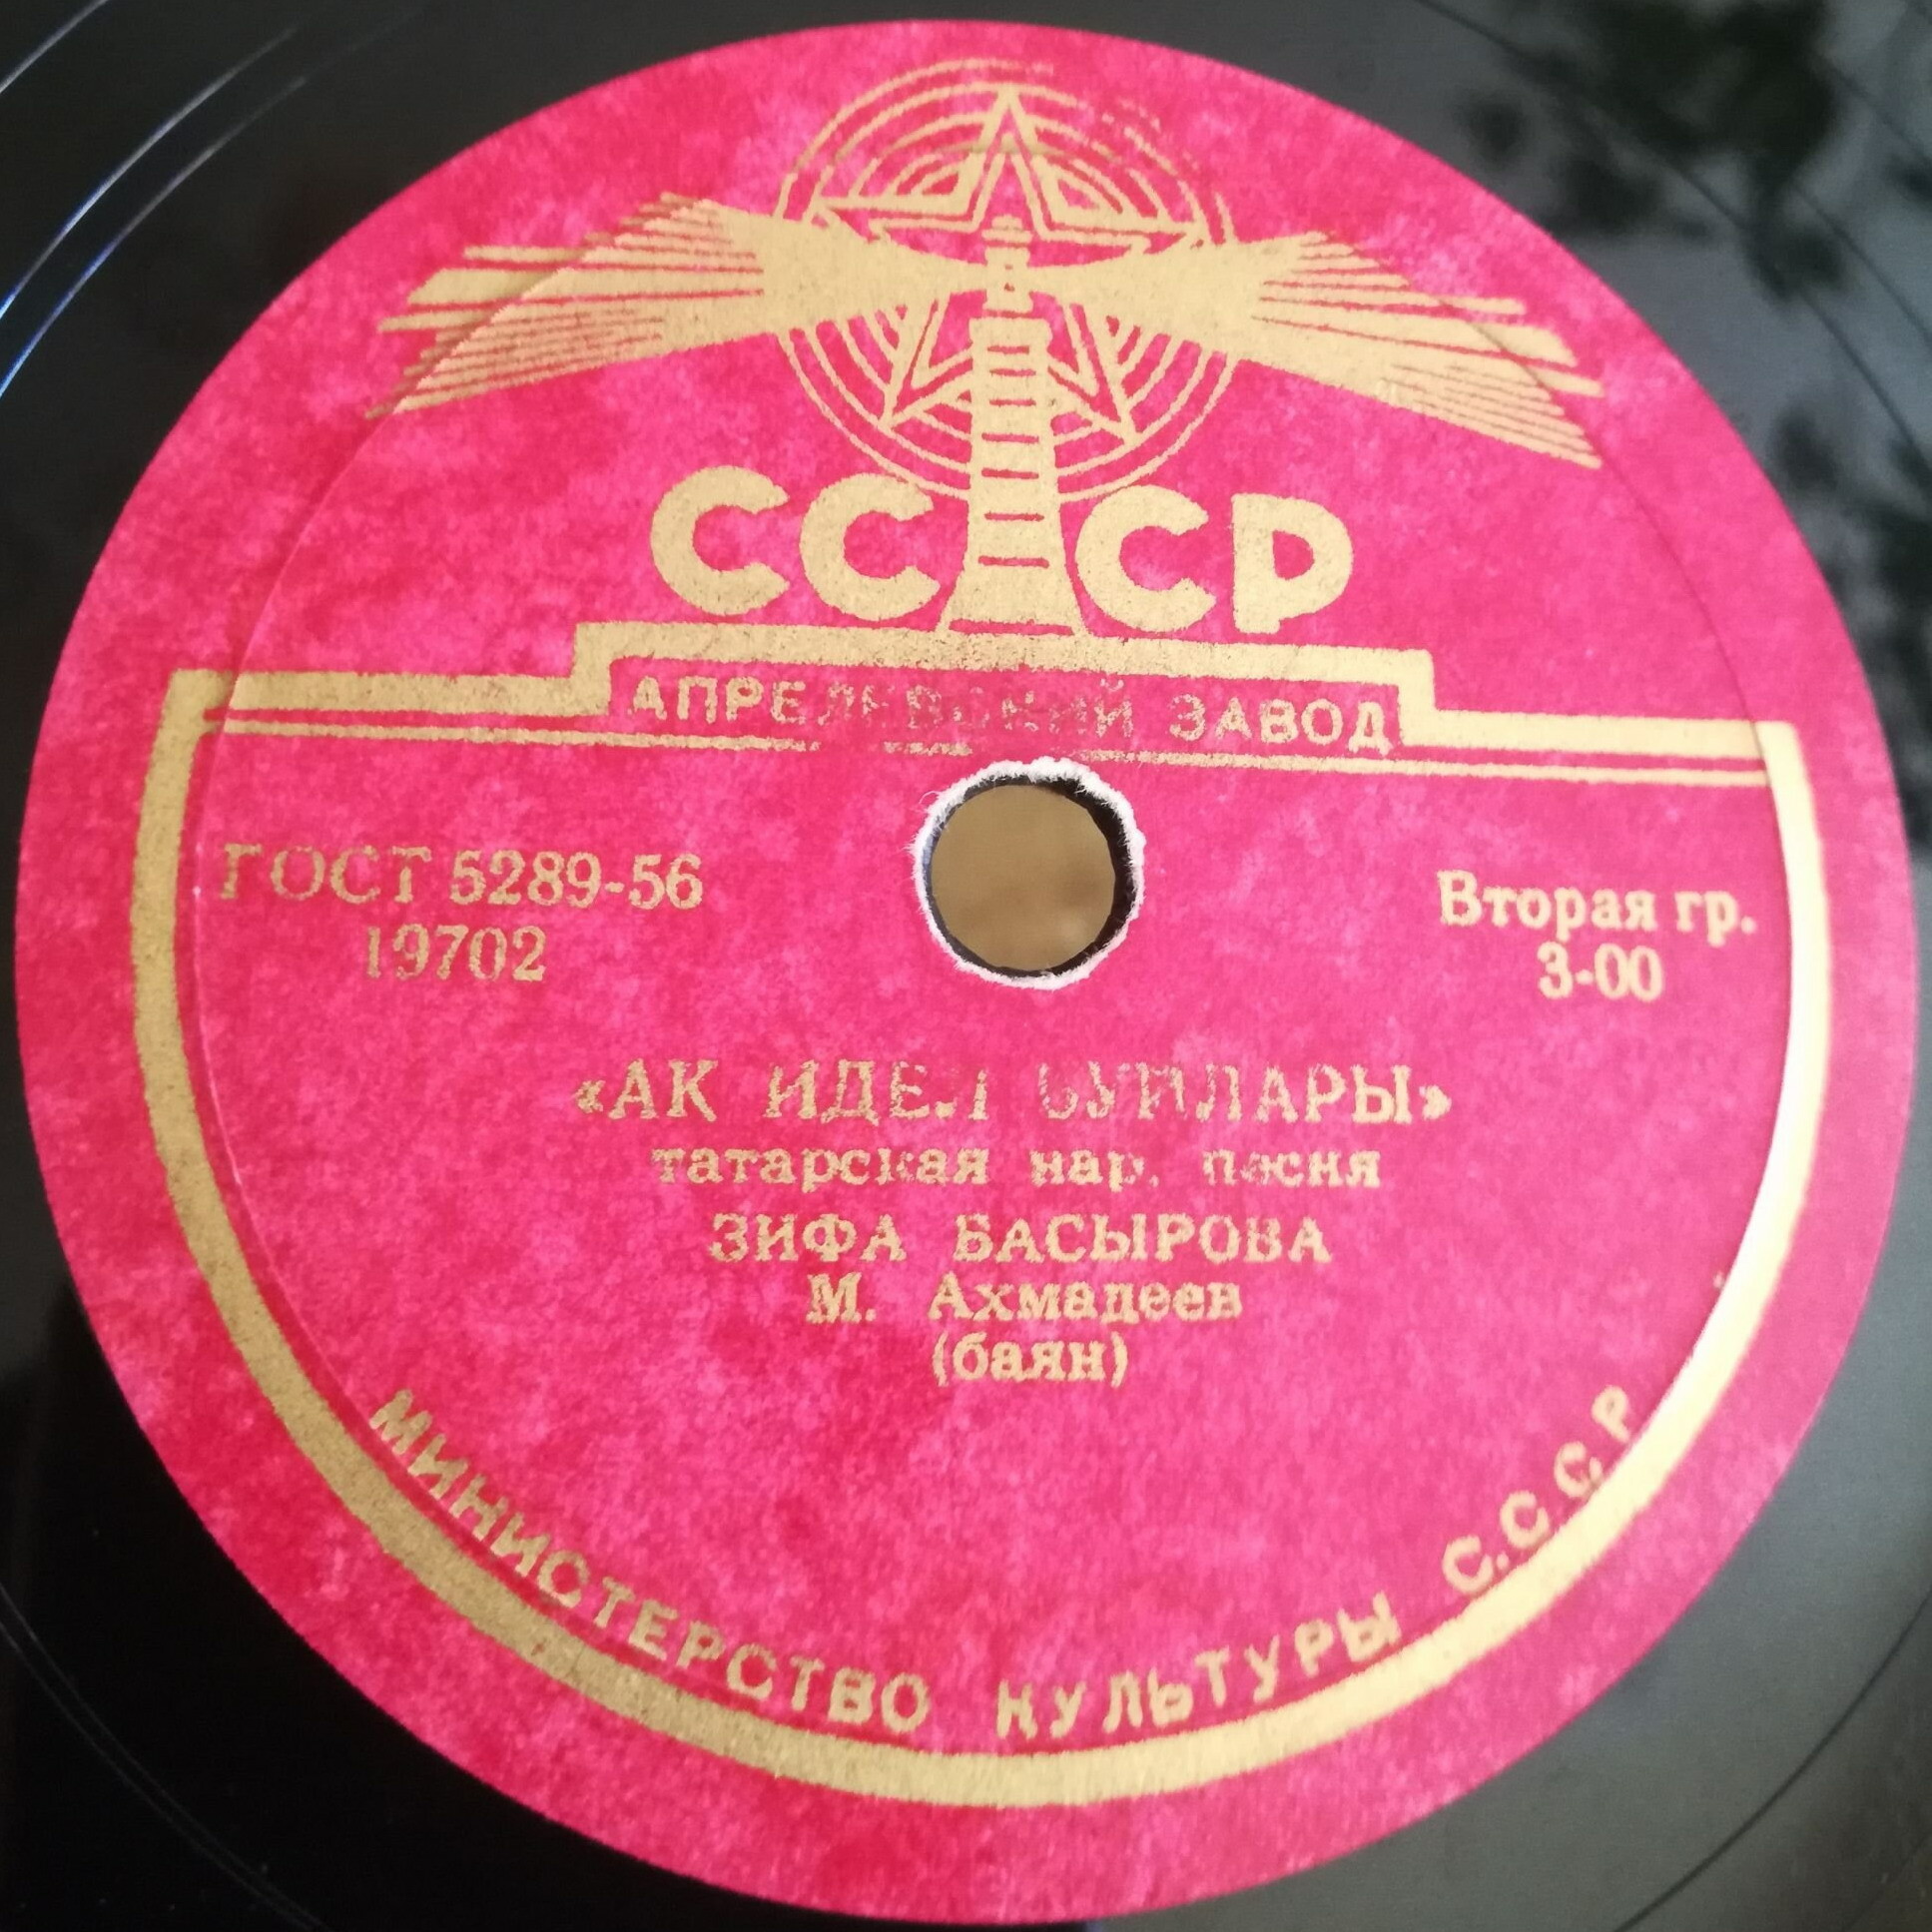 СССР
АПРЕЛЕВСКИЙ ЗАВОД
ГОСТ 5289-56
19702
Вторая гр.
3-00
«АК ИДЕЛ БУЙЛАРЫ»
татарская нар. песня
ЗИФА БАСЫРОВА
М. Ахмадеев
(баян)
МИНИСТЕРСТВО КУЛЬТУРЫ С.С.С.Р.